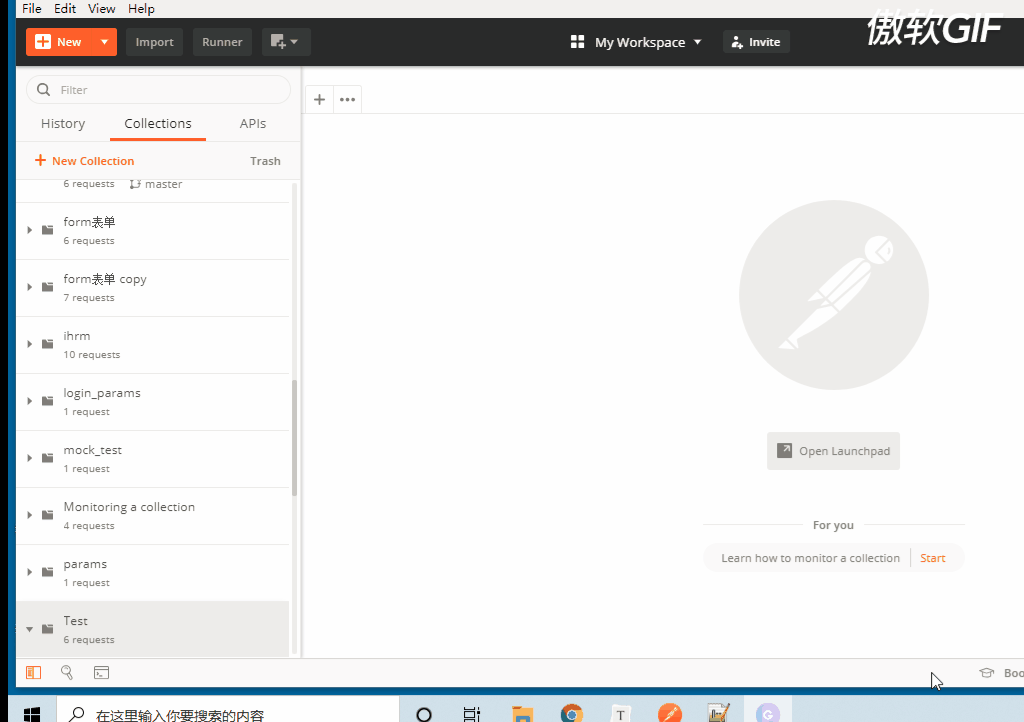 File Edit View Help
New Import Runner My Workspace Invite
傲软GIF
Filter
History Collections APIs
New Collection Trash
6 requests master
form表单
6 requests
form表单 copy
7 requests
ihrm
10 requests
login_params
1 request
mock_test
1 request
Monitoring a collection
4 requests
params
1 request
Test
6 requests
Open Launchpad
For you
Learn how to monitor a collection Start
Boo
在这里输入你要搜索的内容
T
G